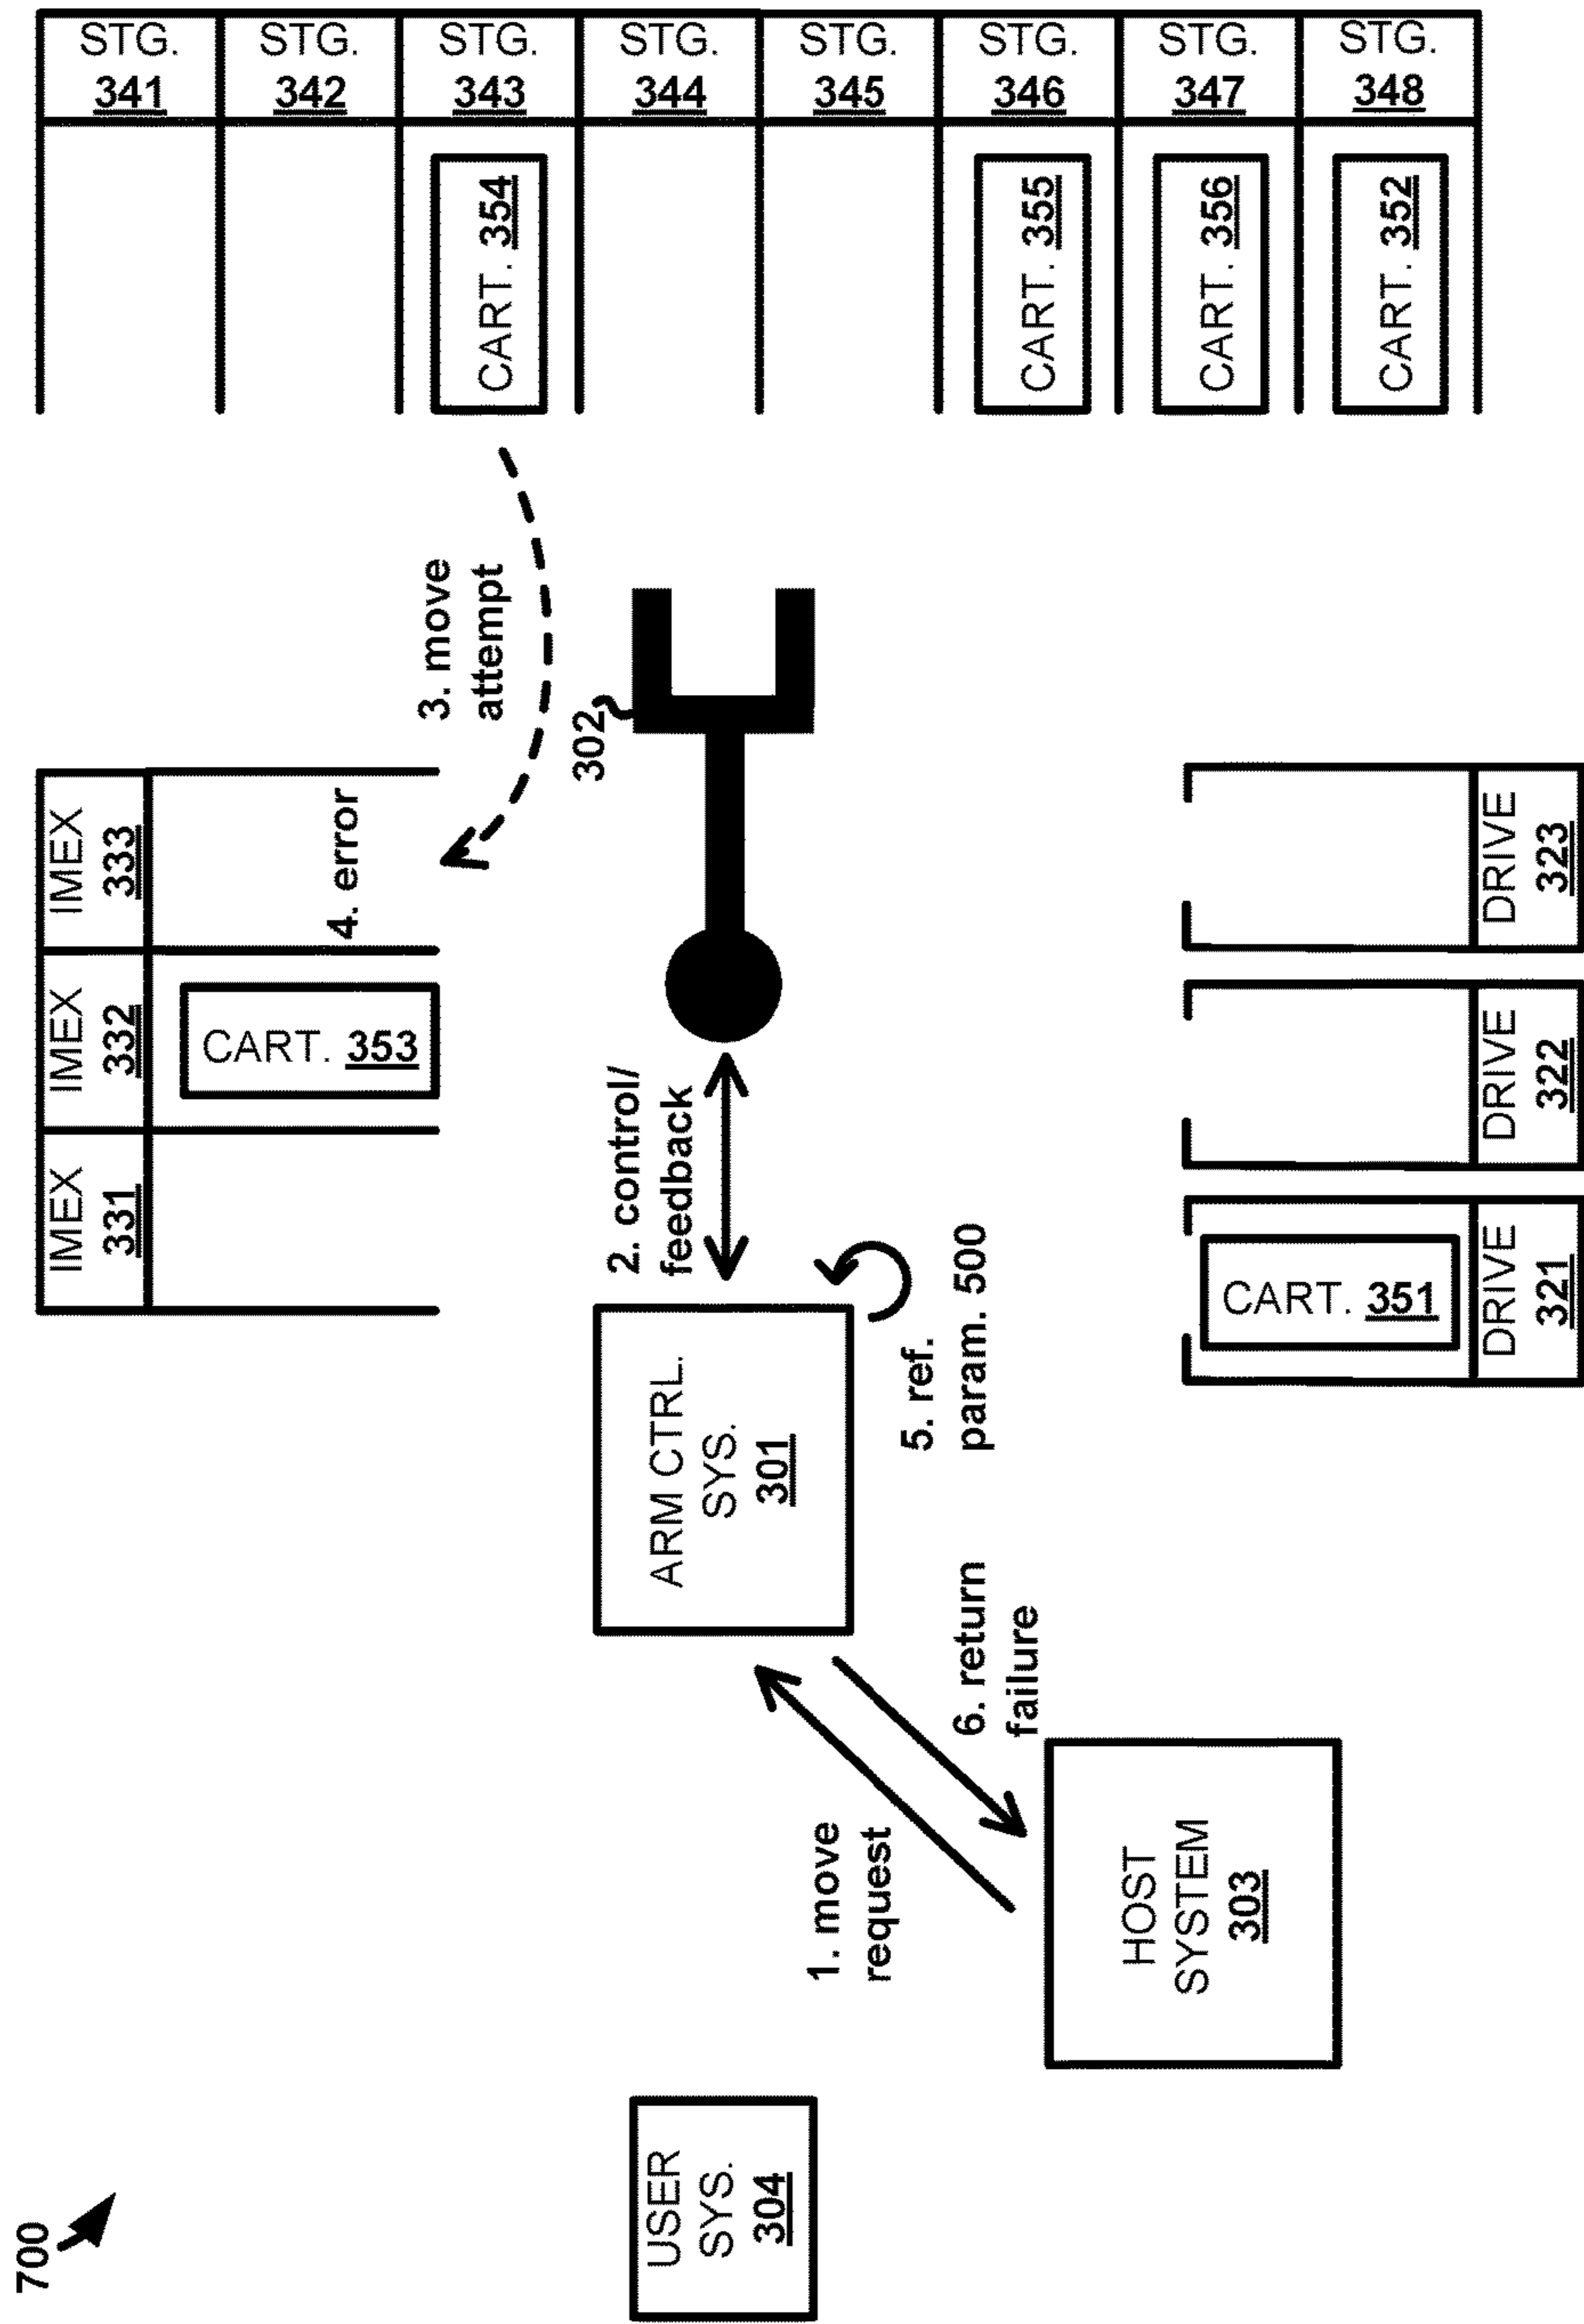 700
USER
SYS.
304
HOST
SYSTEM
303
1. move
request
6. return
failure
ARM CTRL.
SYS.
301
5. ref.
param. 500
2. control/
feedback
302
3. move
attempt
4. error
IMEX
331
IMEX
332
IMEX
333
CART. 353
DRIVE
321
DRIVE
322
DRIVE
323
CART. 351
STG.
341
STG.
342
STG.
343
STG.
344
STG.
345
STG.
346
STG.
347
STG.
348
CART. 354
CART. 355
CART. 356
CART. 352